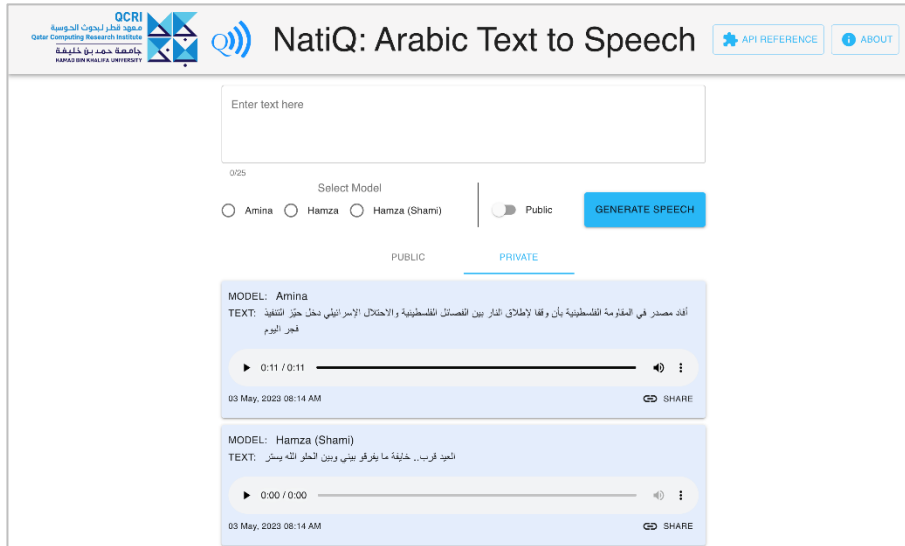 QCRI
معهد قطر لبحوث الحوسبة
Qatar Computing Research Institute
جامعة حمد بن خليفة
HAMAD BIN KHALIFA UNIVERSITY
NatiQ: Arabic Text to Speech
API REFERENCE
ABOUT
Enter text here
0/25
Select Model
Amina
Hamza
Hamza (Shami)
Public
GENERATE SPEECH
PUBLIC
PRIVATE
MODEL: Amina
TEXT: أفاد مصدر في المقاومة الفلسطينية بأن وقفا لإطلاق النار بين الفصائل الفلسطينية والاحتلال الإسرائيلي دخل حيّز التنفيذ
فجر اليوم
0:11 / 0:11
03 May, 2023 08:14 AM
SHARE
MODEL: Hamza (Shami)
TEXT: العيد قرب.. خايفة ما يفرقو بيني وبين الحلو الله يستر
0:00 / 0:00
03 May, 2023 08:14 AM
SHARE